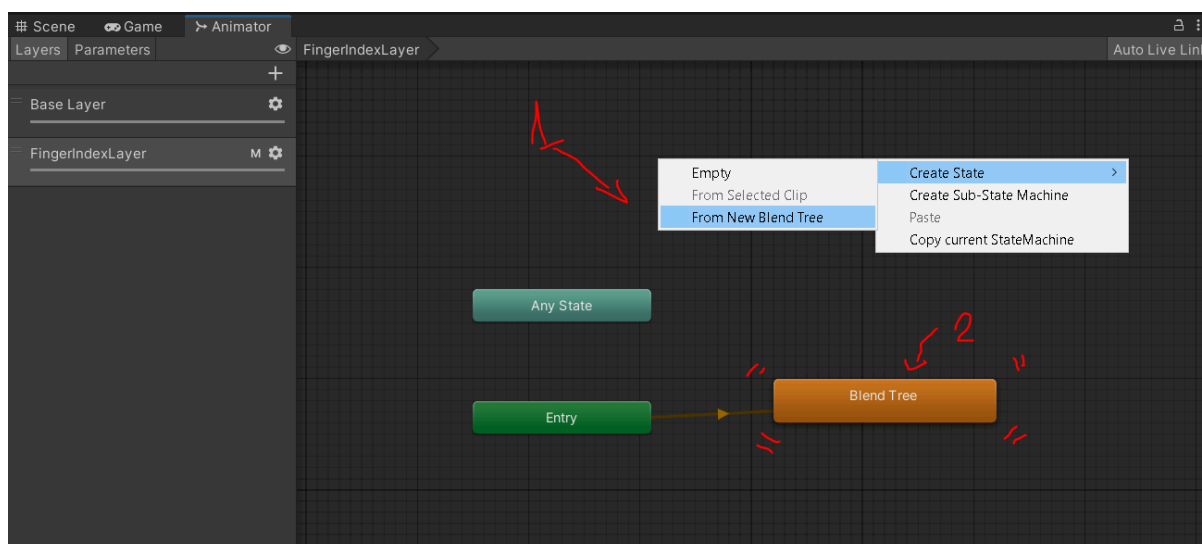 # Scene Game Animator
Layers Parameters FingerIndexLayer Auto Live Lin
+
Base Layer
FingerIndexLayer M
1
Empty Create State >
From Selected Clip Create Sub-State Machine
From New Blend Tree Paste
Copy current StateMachine
Any State
2
Blend Tree
Entry